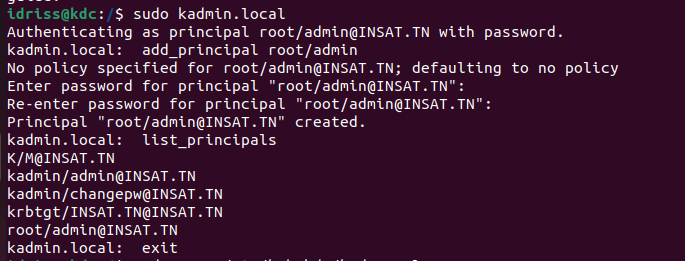 idriss@kdc:/$ sudo kadmin.local
Authenticating as principal root/admin@INSAT.TN with password.
kadmin.local:  add_principal root/admin
No policy specified for root/admin@INSAT.TN; defaulting to no policy
Enter password for principal "root/admin@INSAT.TN":
Re-enter password for principal "root/admin@INSAT.TN":
Principal "root/admin@INSAT.TN" created.
kadmin.local:  list_principals
K/M@INSAT.TN
kadmin/admin@INSAT.TN
kadmin/changepw@INSAT.TN
krbtgt/INSAT.TN@INSAT.TN
root/admin@INSAT.TN
kadmin.local:  exit